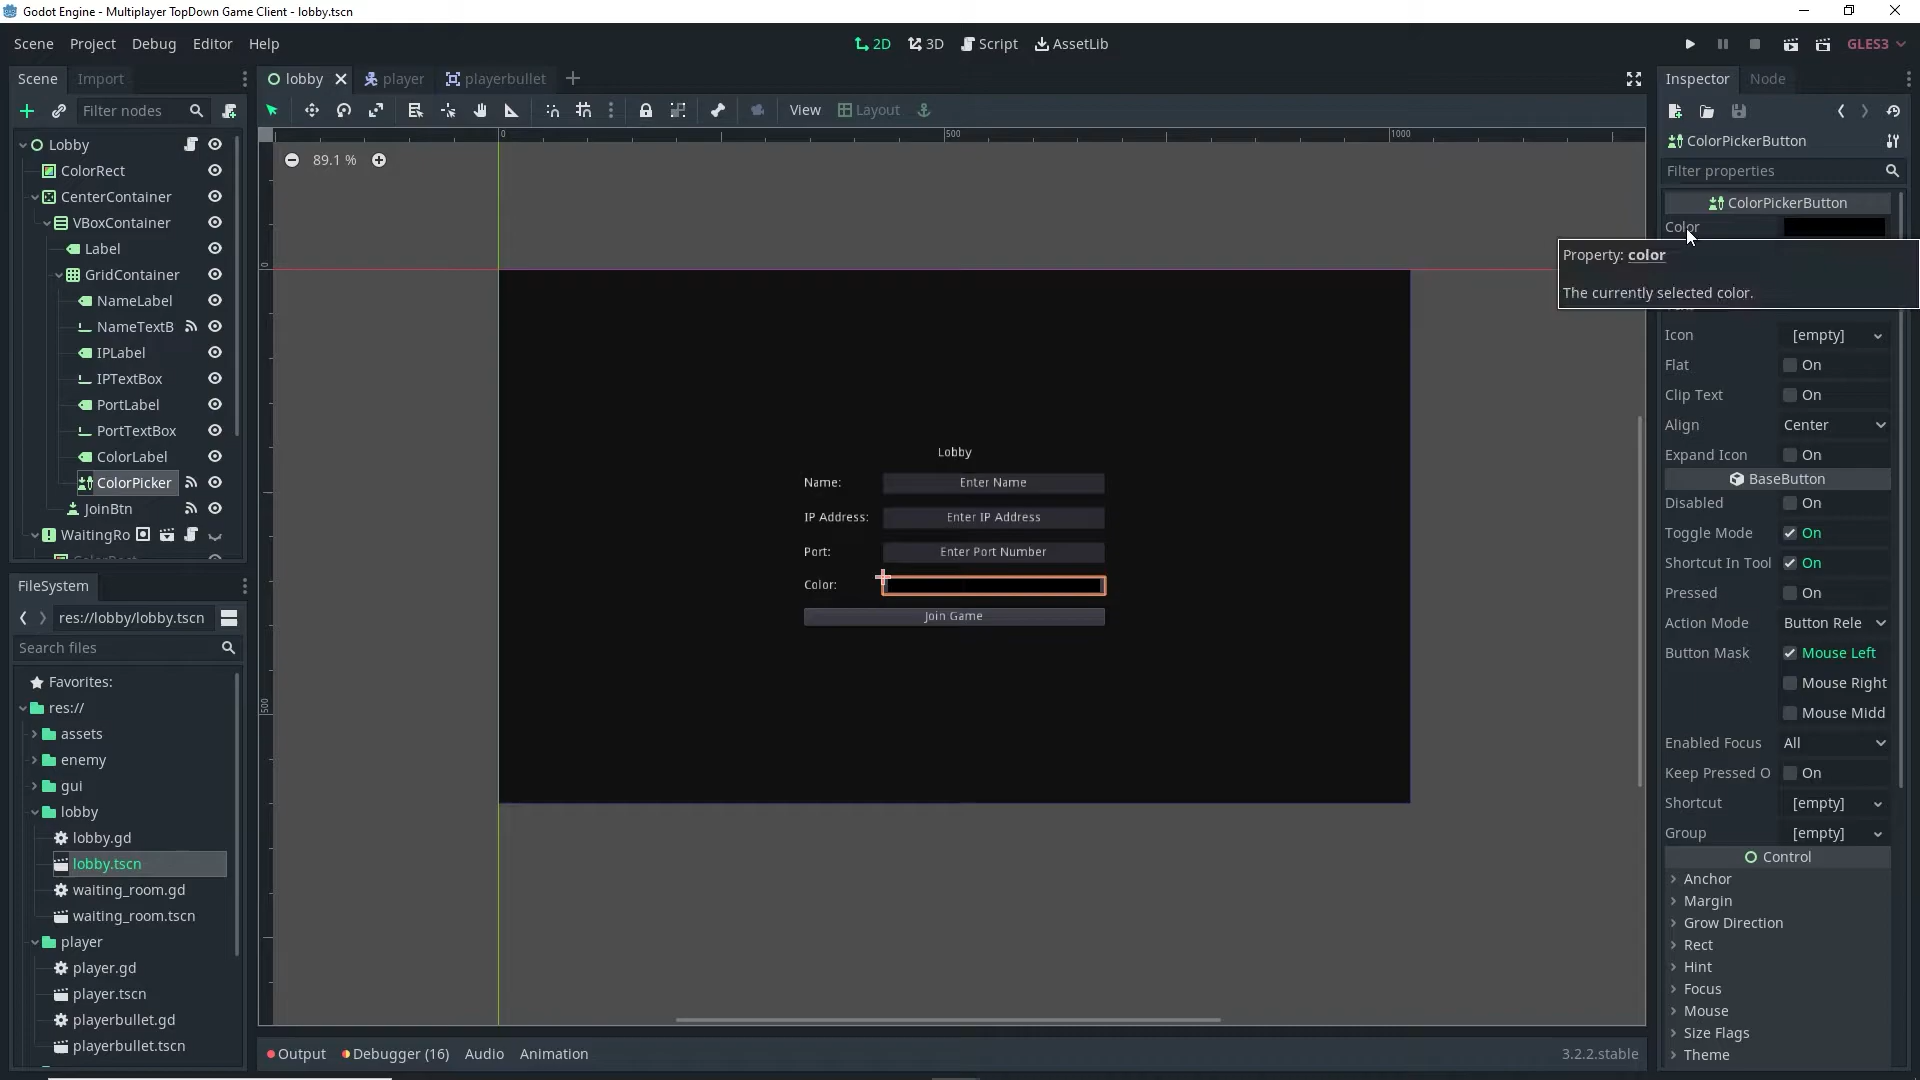 Godot Engine - Multiplayer TopDown Game Client - lobby.tscn
Scene Project Debug Editor Help
2D 3D Script AssetLib
GLES3
Scene Import
lobby player playerbullet
Inspector Node
Filter nodes
View Layout
Lobby
ColorRect
CenterContainer
VBoxContainer
Label
GridContainer
NameLabel
NameTextB
IPLabel
IPTextBox
PortLabel
PortTextBox
ColorLabel
ColorPicker
JoinBtn
WaitingRo
FileSystem
res://lobby/lobby.tscn
Search files
Favorites:
res://
assets
enemy
gui
lobby
lobby.gd
lobby.tscn
waiting_room.gd
waiting_room.tscn
player
player.gd
player.tscn
playerbullet.gd
playerbullet.tscn
0 500 1000
89.1 %
0
500
Lobby
Name: Enter Name
IP Address: Enter IP Address
Port: Enter Port Number
Color:
Join Game
Output Debugger (16) Audio Animation
3.2.2.stable
ColorPickerButton
Filter properties
ColorPickerButton
Color
Property: color
The currently selected color.
Icon [empty]
Flat On
Clip Text On
Align Center
Expand Icon On
BaseButton
Disabled On
Toggle Mode On
Shortcut In Tool On
Pressed On
Action Mode Button Rele
Button Mask Mouse Left
Mouse Right
Mouse Midd
Enabled Focus All
Keep Pressed O On
Shortcut [empty]
Group [empty]
Control
Anchor
Margin
Grow Direction
Rect
Hint
Focus
Mouse
Size Flags
Theme